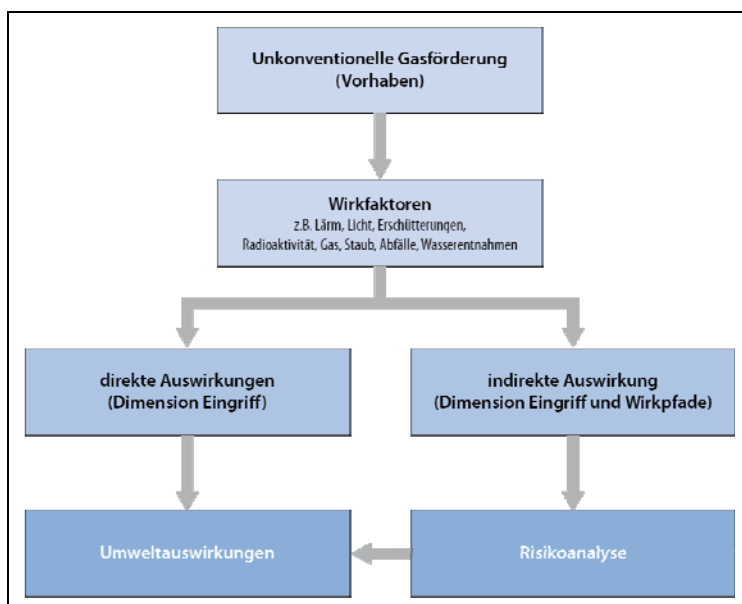 Unkonventionelle Gasförderung
(Vorhaben)
Wirkfaktoren
z.B. Lärm, Licht, Erschütterungen,
Radioaktivität, Gas, Staub, Abfälle, Wasserentnahmen
direkte Auswirkungen
(Dimension Eingriff)
indirekte Auswirkung
(Dimension Eingriff und Wirkpfade)
Umweltauswirkungen
Risikoanalyse